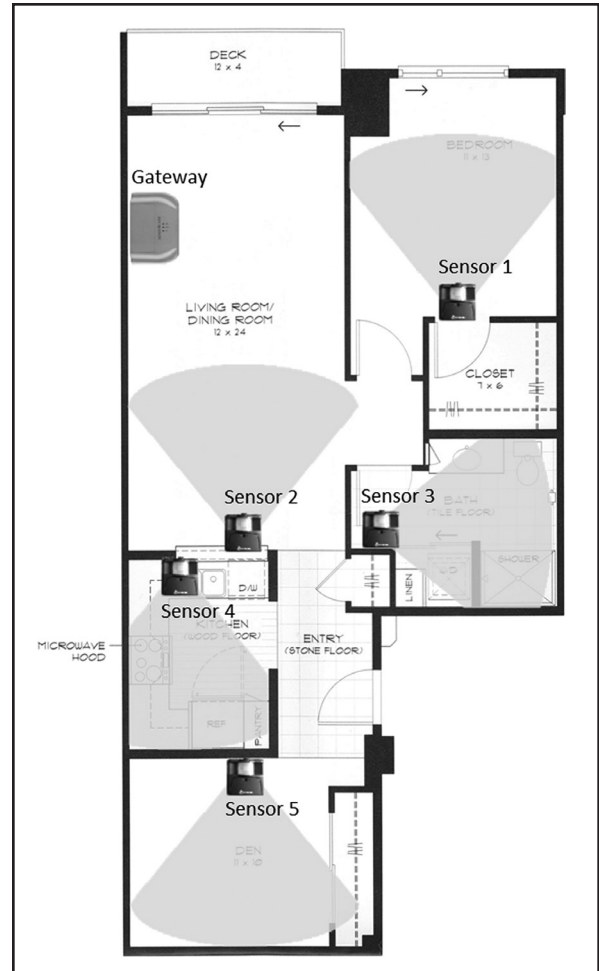 DECK
12 x 4
BEDROOM
11 x 13
Gateway
Sensor 1
LIVING ROOM/
DINING ROOM
12 x 24
CLOSET
7 x 6
Sensor 2
Sensor 3
BATH
(TILE FLOOR)
SHOWER
LINEN
D/W
Sensor 4
KITCHEN
(WOOD FLOOR)
MICROWAVE
HOOD
ENTRY
(STONE FLOOR)
REF
PANTRY
Sensor 5
DEN
11 x 10